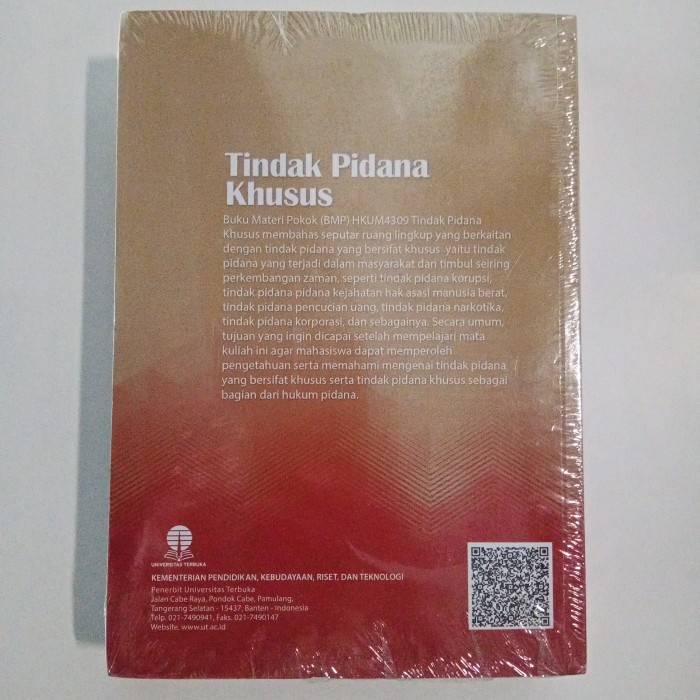 Tindak Pidana
Khusus
Buku Materi Pokok (BMP) HKUM4309 Tindak Pidana
Khusus membahas seputar ruang lingkup yang berkaitan
dengan tindak pidana yang bersifat khusus yaitu tindak
pidana yang terjadi dalam masyarakat dan timbul seiring
perkembangan zaman, seperti tindak pidana korupsi,
tindak pidana pidana kejahatan hak asasi manusia berat,
tindak pidana pencucian uang, tindak pidana narkotika,
tindak pidana korporasi, dan sebagainya. Secara umum,
tujuan yang ingin dicapai setelah mempelajari mata
kuliah ini agar mahasiswa dapat memperoleh
pengetahuan serta memahami mengenai tindak pidana
yang bersifat khusus serta tindak pidana khusus sebagai
bagian dari hukum pidana.
UNIVERSITAS TERBUKA
KEMENTERIAN PENDIDIKAN, KEBUDAYAAN, RISET, DAN TEKNOLOGI
Penerbit Universitas Terbuka
Jalan Cabe Raya, Pondok Cabe, Pamulang,
Tangerang Selatan - 15437, Banten - Indonesia
Telp. 021-7490941, Faks. 021-7490147
Website. www.ut.ac.id